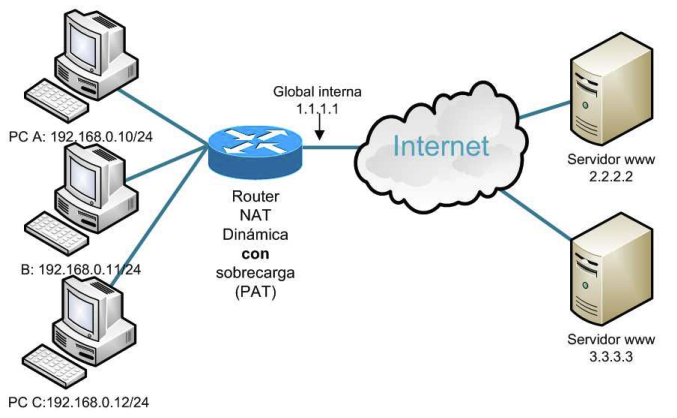 PC A: 192.168.0.10/24
B: 192.168.0.11/24
PC C:192.168.0.12/24
Router
NAT
Dinámica
con
sobrecarga
(PAT)
Global interna
1.1.1.1
Internet
Servidor www
2.2.2.2
Servidor www
3.3.3.3